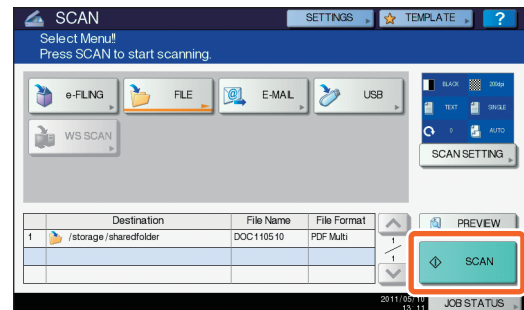 SCAN
SETTINGS
TEMPLATE
?
Select Menu!!
Press SCAN to start scanning.
e-FILING
FILE
E-MAIL
USB
BLACK
200dpi
TEXT
SINGLE
0
AUTO
WS SCAN
SCAN SETTING
Destination File Name File Format
1 /storage/sharedfolder DOC110510 PDF Multi
1
1
PREVIEW
SCAN
2011/05/10
13:11
JOB STATUS